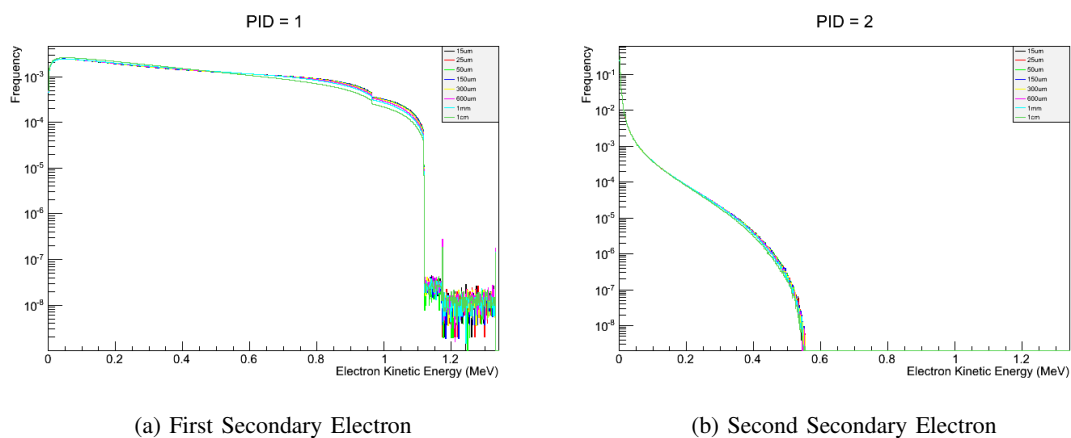 PID = 1
Frequency
10⁻³
10⁻⁴
10⁻⁵
10⁻⁶
10⁻⁷
10⁻⁸
15um
25um
50um
150um
300um
600um
1mm
1cm
0 0.2 0.4 0.6 0.8 1 1.2
Electron Kinetic Energy (MeV)
(a) First Secondary Electron
PID = 2
Frequency
10⁻¹
10⁻²
10⁻³
10⁻⁴
10⁻⁵
10⁻⁶
10⁻⁷
10⁻⁸
15um
25um
50um
150um
300um
600um
1mm
1cm
0 0.2 0.4 0.6 0.8 1 1.2
Electron Kinetic Energy (MeV)
(b) Second Secondary Electron